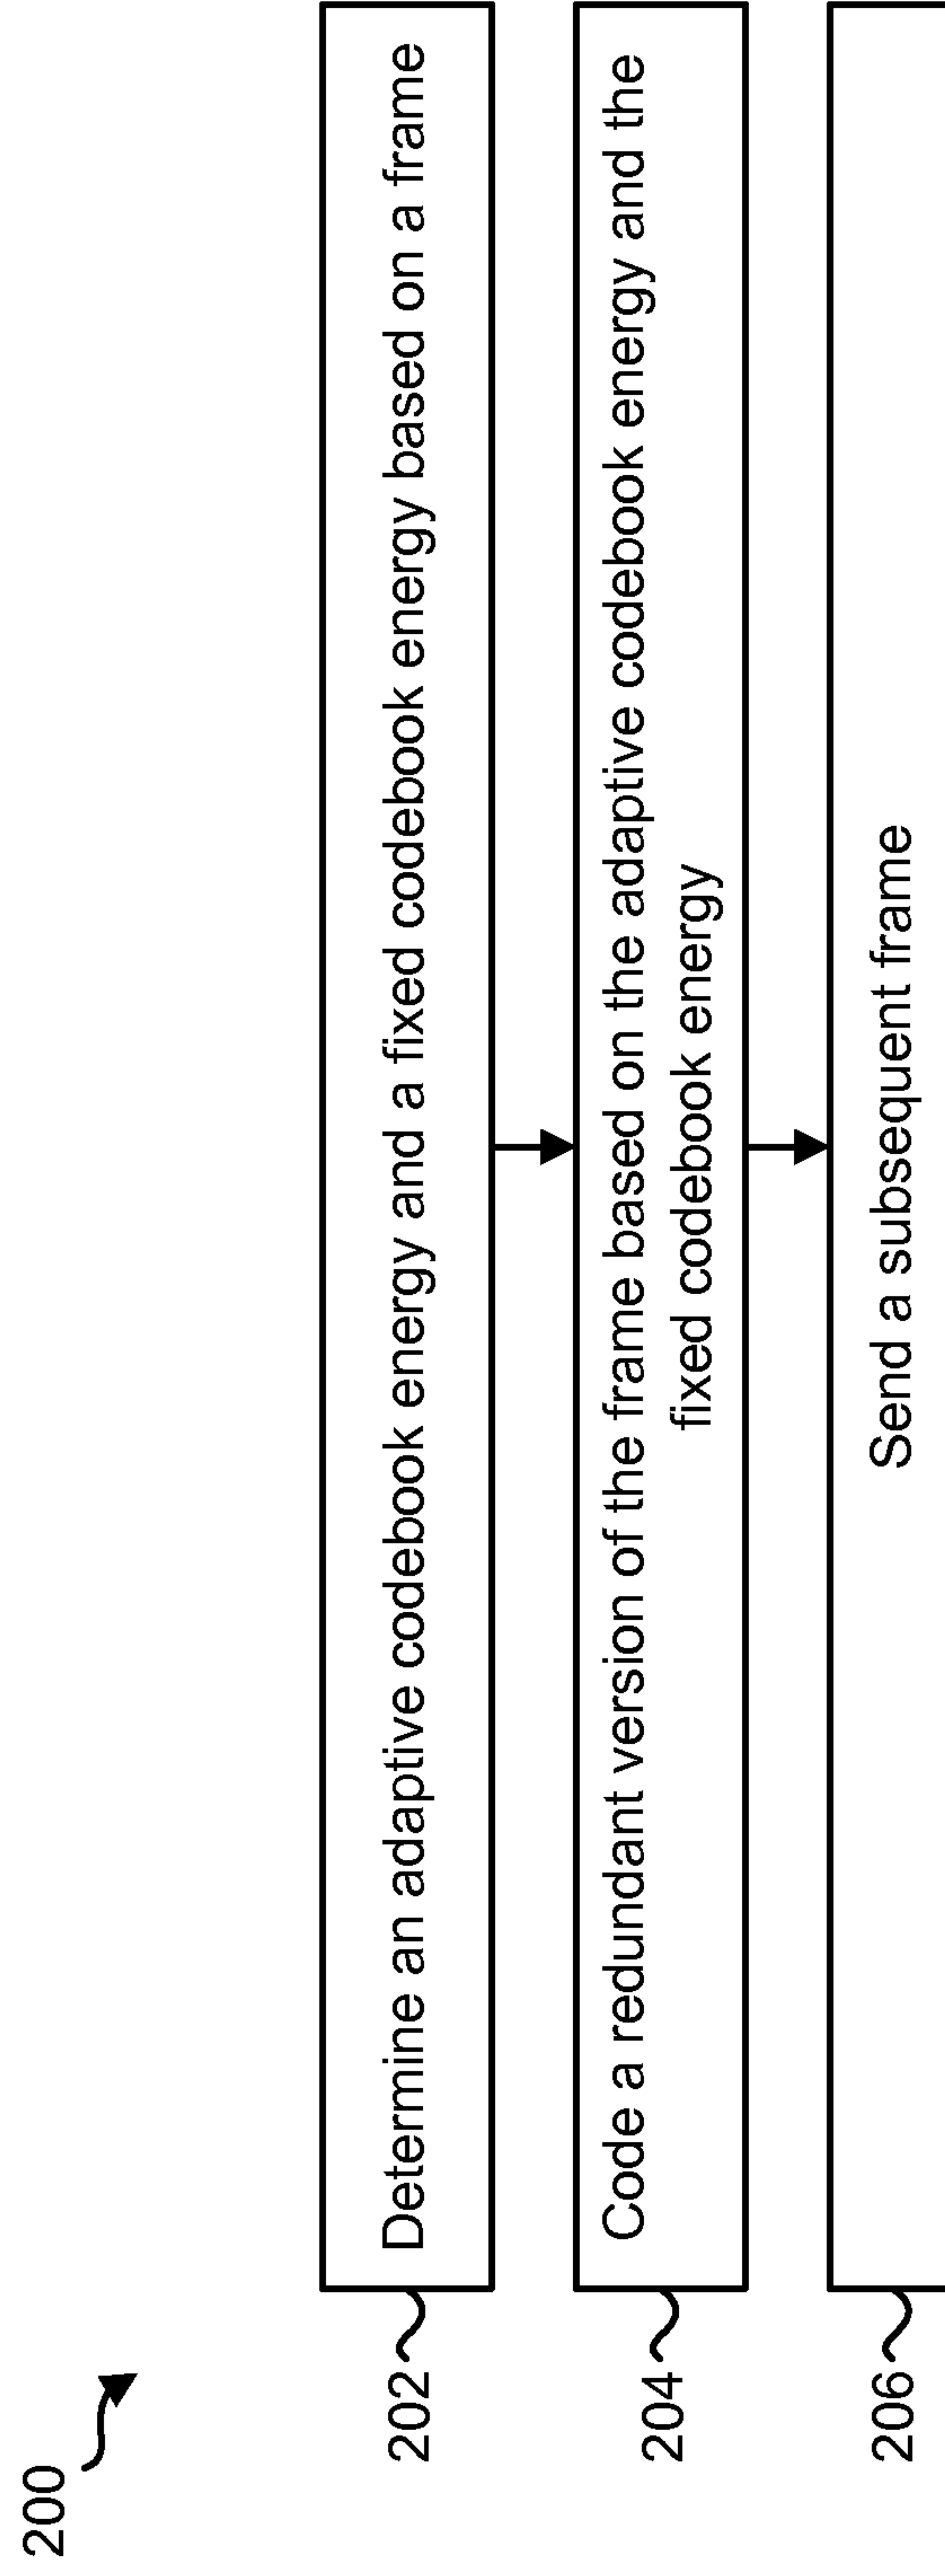 200
202
Determine an adaptive codebook energy and a fixed codebook energy based on a frame
204
Code a redundant version of the frame based on the adaptive codebook energy and the
fixed codebook energy
206
Send a subsequent frame